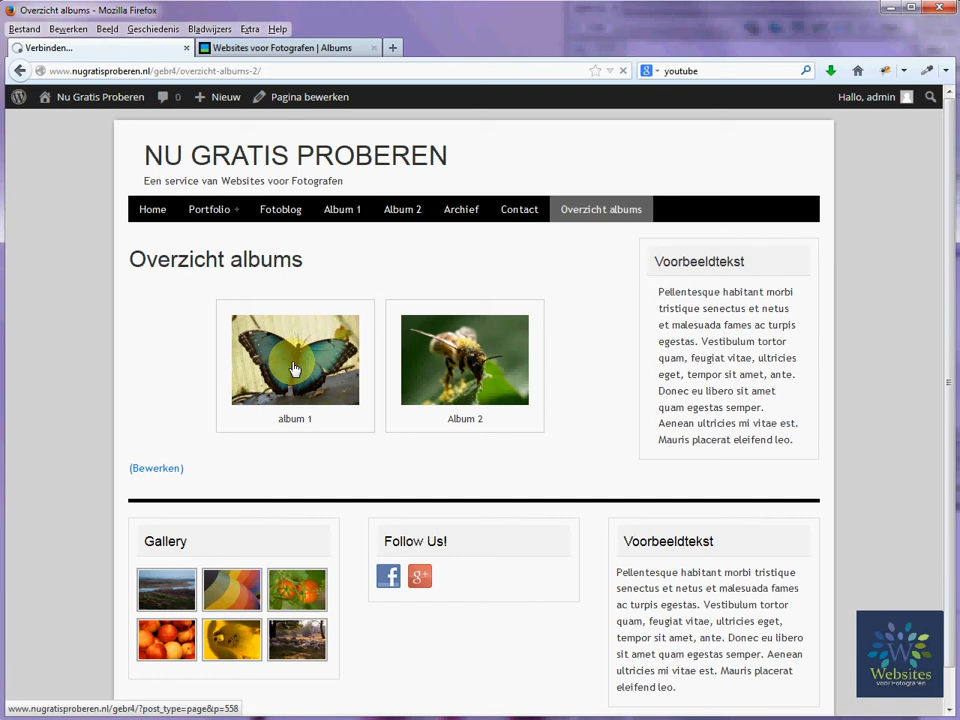 Overzicht albums - Mozilla Firefox
Bestand Bewerken Beeld Geschiedenis Bladwijzers Extra Help
Verbinden...
Websites voor Fotografen | Albums
www.nugratisproberen.nl/gebr4/overzicht-albums-2/
youtube
Nu Gratis Proberen 0 Nieuw Pagina bewerken
Hallo, admin
NU GRATIS PROBEREN
Een service van Websites voor Fotografen
Home Portfolio + Fotoblog Album 1 Album 2 Archief Contact Overzicht albums
Overzicht albums
album 1
Album 2
(Bewerken)
Voorbeeldtekst
Pellentesque habitant morbi
tristique senectus et netus
et malesuada fames ac turpis
egestas. Vestibulum tortor
quam, feugiat vitae, ultricies
eget, tempor sit amet, ante.
Donec eu libero sit amet
quam egestas semper.
Aenean ultricies mi vitae est.
Mauris placerat eleifend leo.
Gallery
Follow Us!
Voorbeeldtekst
Pellentesque habitant morbi tristique
senectus et netus et malesuada fames
ac turpis egestas. Vestibulum tortor
quam, feugiat vitae, ultricies eget,
tempor sit amet, ante. Donec eu libero
sit amet quam egestas semper. Aenean
ultricies mi vitae est. Mauris placerat
eleifend leo.
W
Websites
voor Fotografen
www.nugratisproberen.nl/gebr4/?post_type=page&p=558